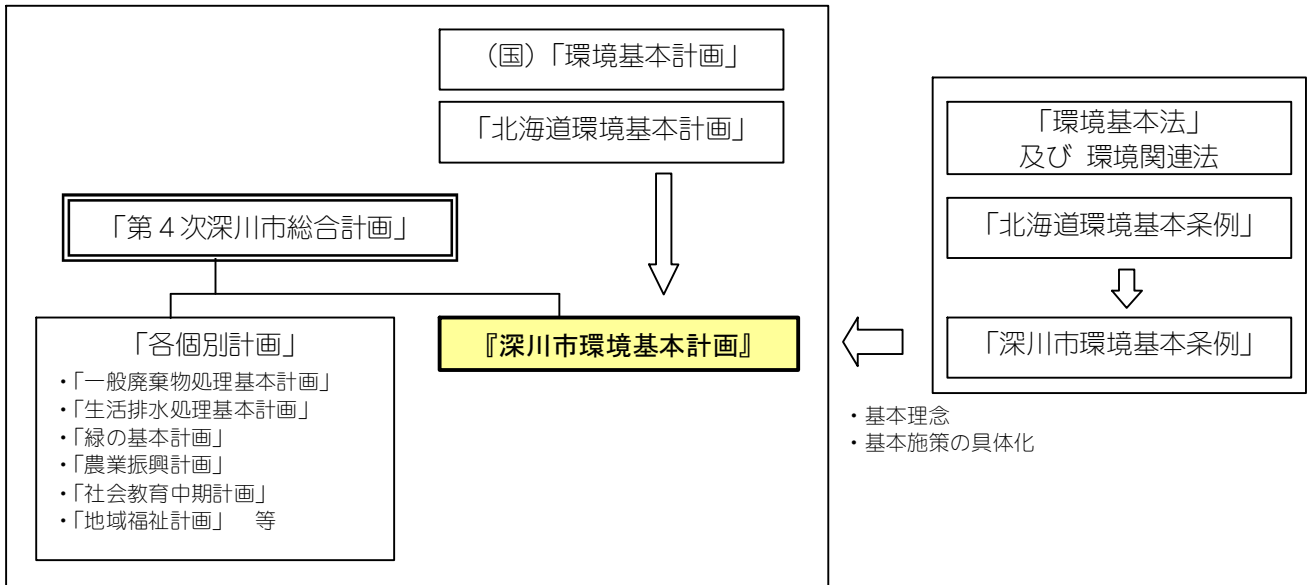 (国)「環境基本計画」
「北海道環境基本計画」
「第4次深川市総合計画」
「各個別計画」
・「一般廃棄物処理基本計画」
・「生活排水処理基本計画」
・「緑の基本計画」
・「農業振興計画」
・「社会教育中期計画」
・「地域福祉計画」 等
『深川市環境基本計画』
「環境基本法」
及び 環境関連法
「北海道環境基本条例」
「深川市環境基本条例」
・基本理念
・基本施策の具体化